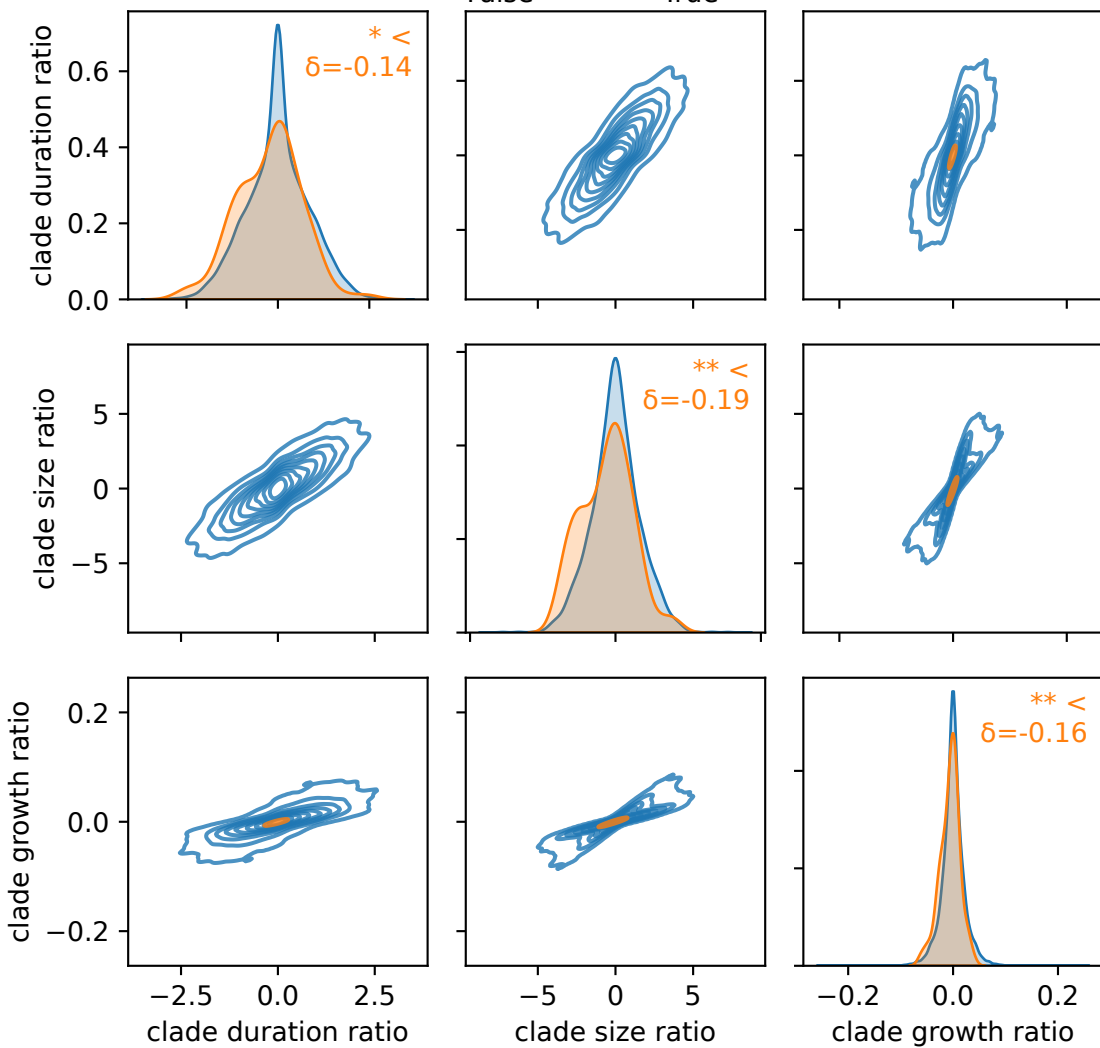 clade duration ratio
0.6
0.4
0.2
0.0
* <
δ=-0.14
clade size ratio
5
0
−5
** <
δ=-0.19
clade growth ratio
0.2
0.0
−0.2
** <
δ=-0.16
−2.5 0.0 2.5
−5 0 5
−0.2 0.0 0.2
clade duration ratio
clade size ratio
clade growth ratio